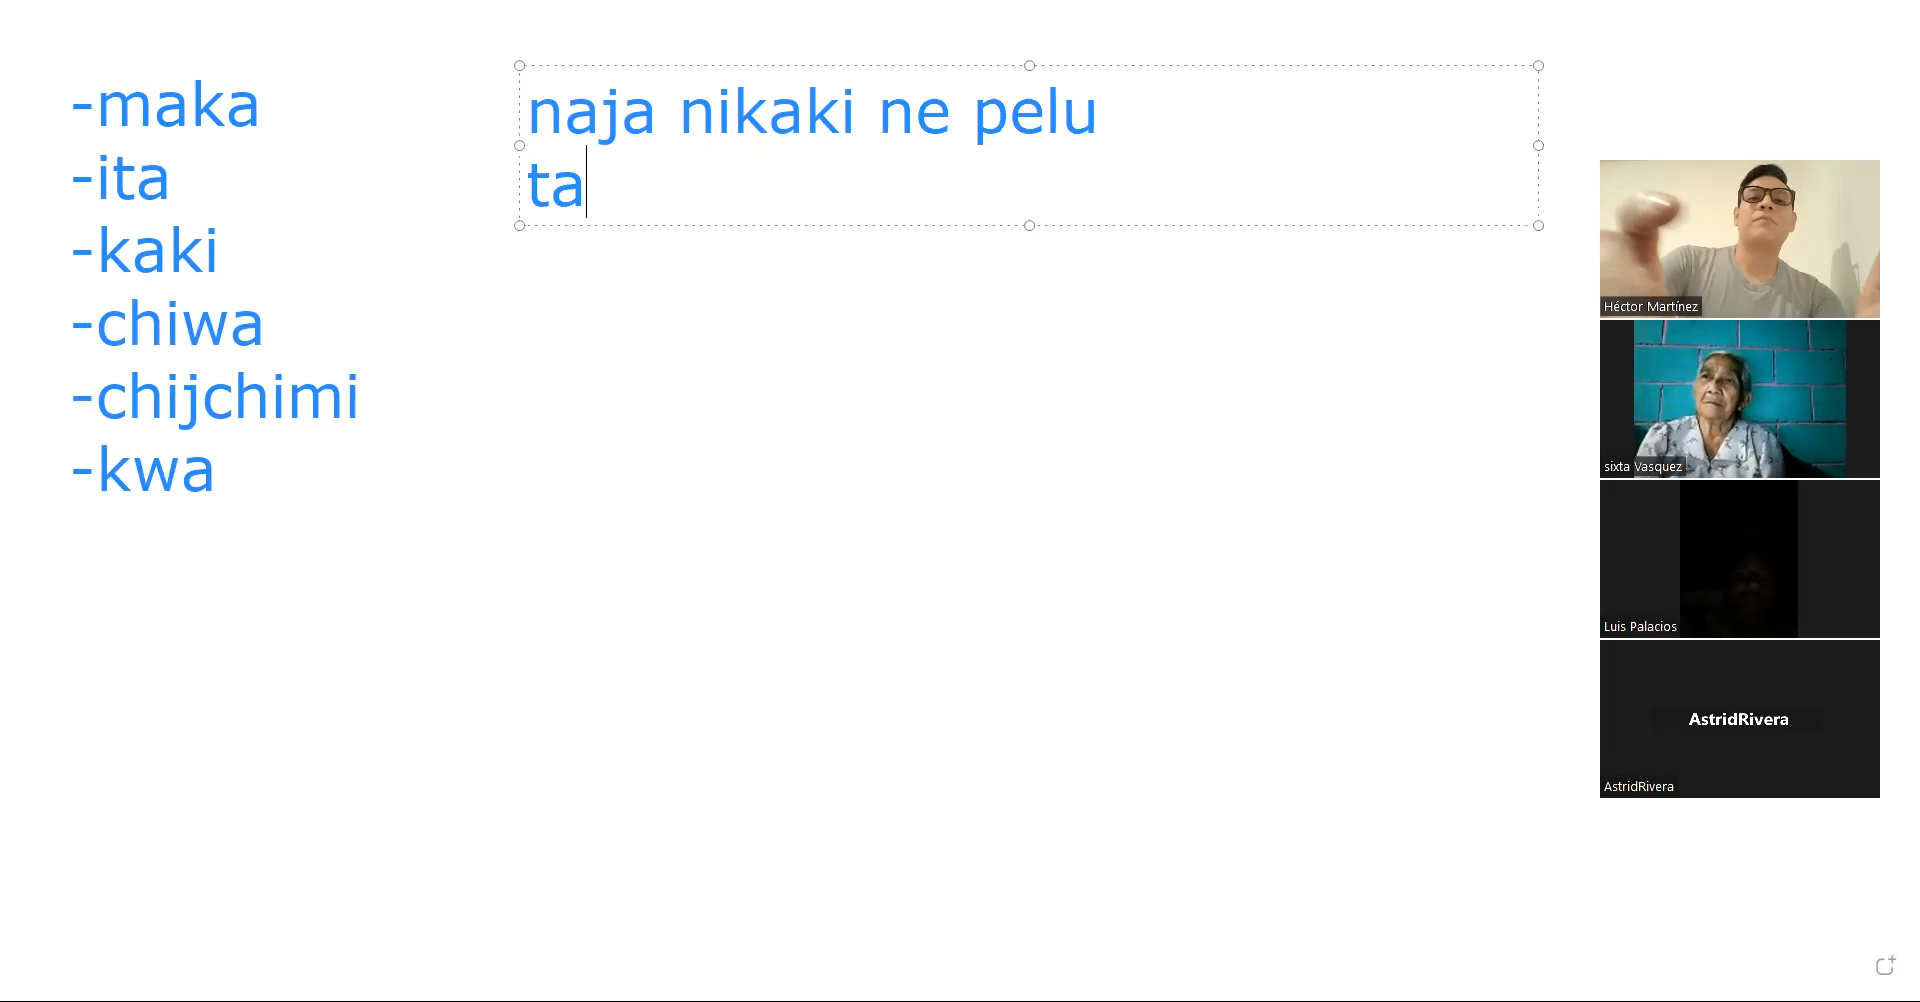 -maka
-ita
-kaki
-chiwa
-chijchimi
-kwa
naja nikaki ne pelu
ta
Héctor Martínez
sixta Vasquez
Luis Palacios
AstridRivera
AstridRivera